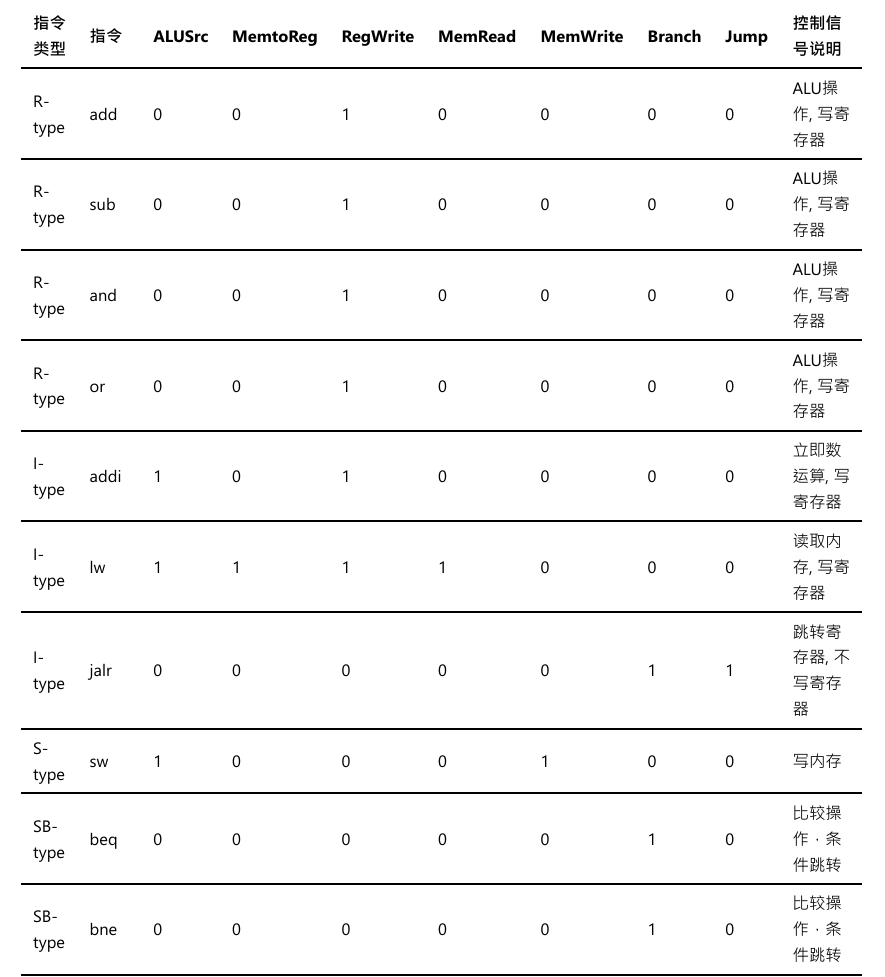 指令类型 指令 ALUSrc MemtoReg RegWrite MemRead MemWrite Branch Jump 控制信号说明
R-type add 0 0 1 0 0 0 0 ALU操作, 写寄存器
R-type sub 0 0 1 0 0 0 0 ALU操作, 写寄存器
R-type and 0 0 1 0 0 0 0 ALU操作, 写寄存器
R-type or 0 0 1 0 0 0 0 ALU操作, 写寄存器
I-type addi 1 0 1 0 0 0 0 立即数运算, 写寄存器
I-type lw 1 1 1 1 0 0 0 读取内存, 写寄存器
I-type jalr 0 0 0 0 0 1 1 跳转寄存器, 不写寄存器
S-type sw 1 0 0 0 1 0 0 写内存
SB-type beq 0 0 0 0 0 1 0 比较操作，条件跳转
SB-type bne 0 0 0 0 0 1 0 比较操作，条件跳转